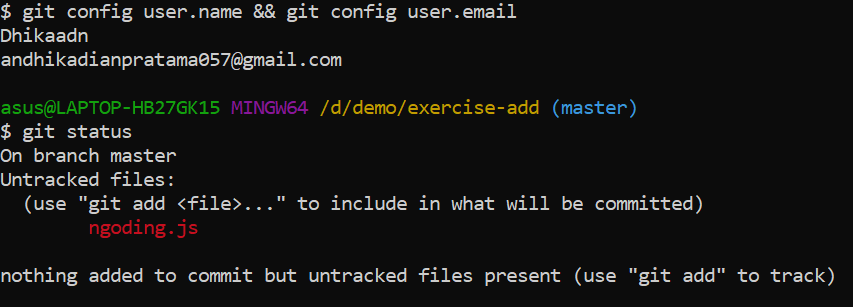 $ git config user.name && git config user.email
Dhikaadn
andhikadianpratama057@gmail.com
asus@LAPTOP-HB27GK15 MINGW64 /d/demo/exercise-add (master)
$ git status
On branch master
Untracked files:
(use "git add <file>..." to include in what will be committed)
ngoding.js
nothing added to commit but untracked files present (use "git add" to track)